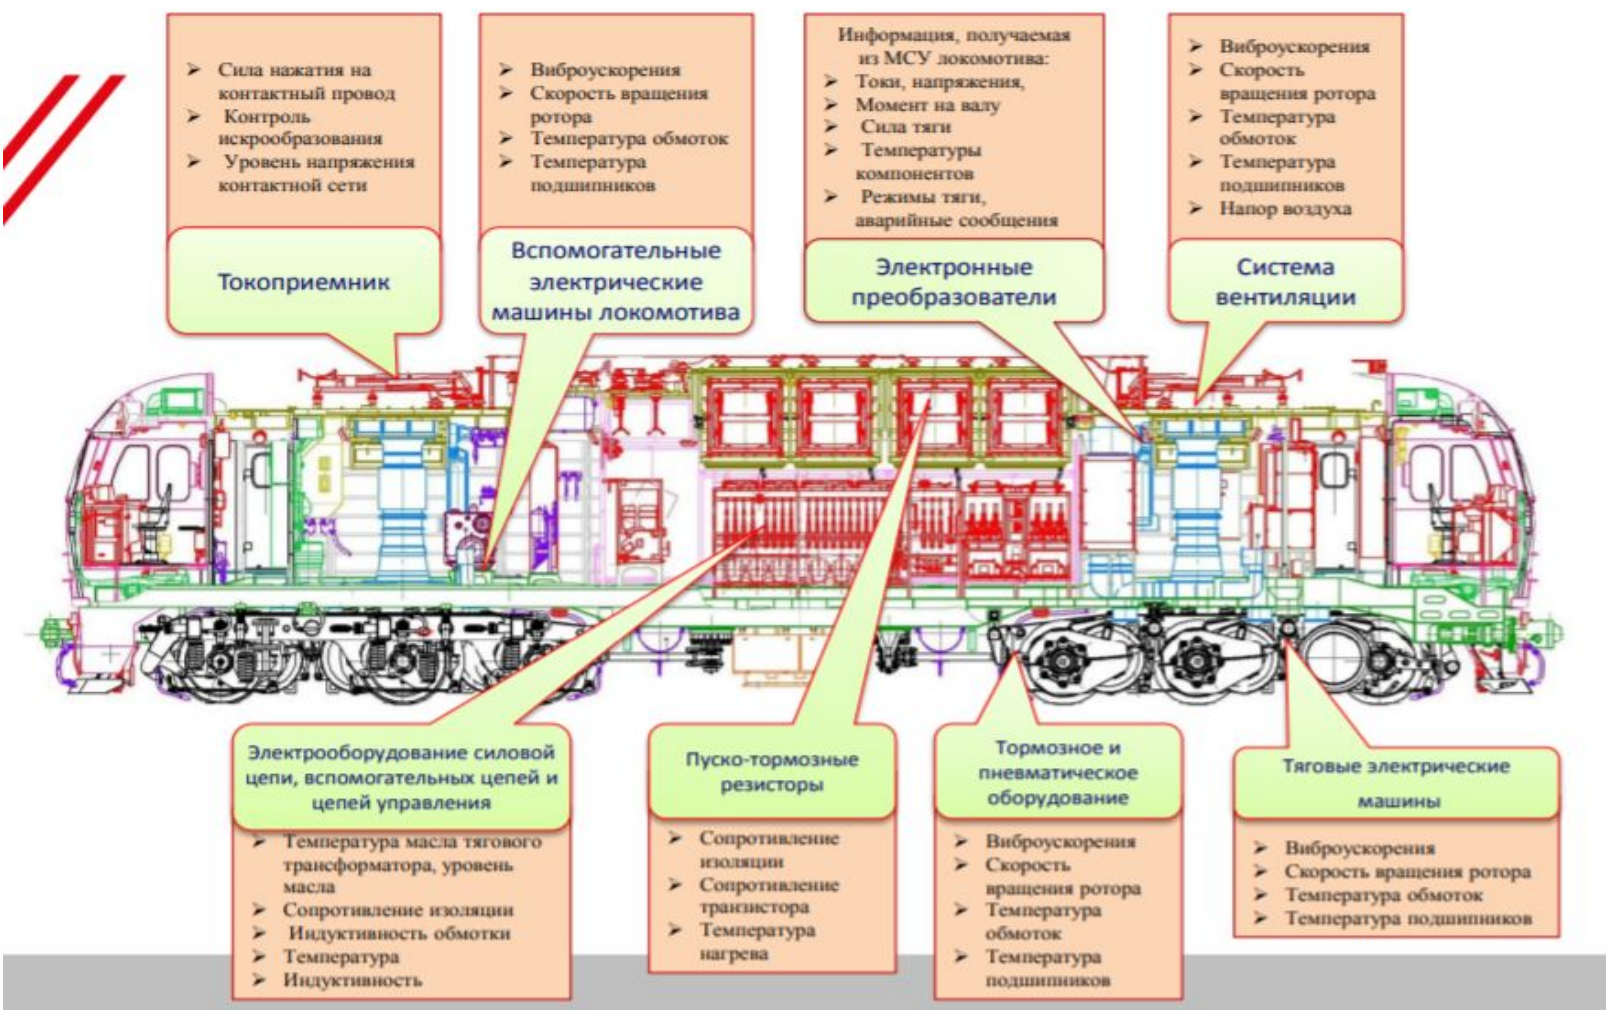 Сила нажатия на
контактный провод
Контроль
искрообразования
Уровень напряжения
контактной сети
Токоприемник
Виброускорения
Скорость вращения
ротора
Температура обмоток
Температура
подшипников
Вспомогательные
электрические
машины локомотива
Информация, получаемая
из МСУ локомотива:
Токи, напряжения,
Момент на валу
Сила тяги
Температуры
компонентов
Режимы тяги,
аварийные сообщения
Электронные
преобразователи
Виброускорения
Скорость
вращения ротора
Температура
обмоток
Температура
подшипников
Напор воздуха
Система
вентиляции
Электрооборудование силовой
цепи, вспомогательных цепей и
цепей управления
Температура масла тягового
трансформатора, уровень
масла
Сопротивление изоляции
Индуктивность обмотки
Температура
Индуктивность
Пуско-тормозные
резисторы
Сопротивление
изоляции
Сопротивление
транзистора
Температура
нагрева
Тормозное и
пневматическое
оборудование
Виброускорения
Скорость
вращения ротора
Температура
обмоток
Температура
подшипников
Тяговые электрические
машины
Виброускорения
Скорость вращения ротора
Температура обмоток
Температура подшипников